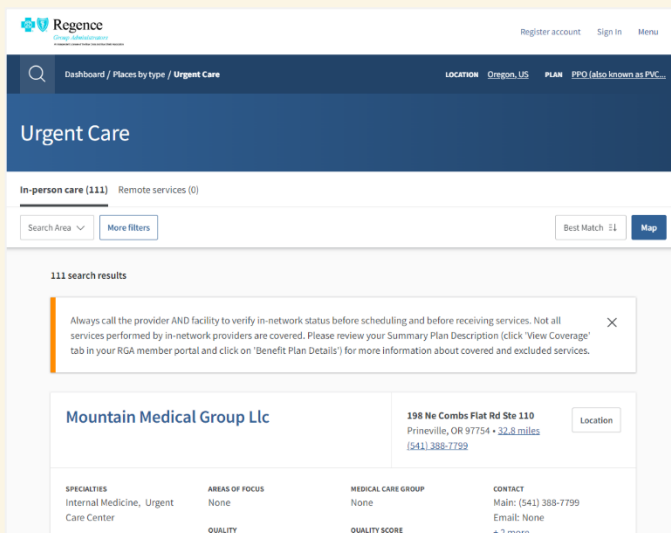 Regence
Group Administrators
Register account Sign In Menu
Dashboard / Places by type / Urgent Care
LOCATION Oregon, US PLAN PPO (also known as PVC...
Urgent Care
In-person care (111) Remote services (0)
Search Area More filters Best Match Map
111 search results
Always call the provider AND facility to verify in-network status before scheduling and before receiving services. Not all
services performed by in-network providers are covered. Please review your Summary Plan Description (click 'View Coverage'
tab in your RGA member portal and click on 'Benefit Plan Details') for more information about covered and excluded services.
Mountain Medical Group Llc
198 Ne Combs Flat Rd Ste 110
Prineville, OR 97754 • 32.8 miles
(541) 388-7799
Location
SPECIALTIES
Internal Medicine, Urgent
Care Center
AREAS OF FOCUS
None
QUALITY
MEDICAL CARE GROUP
None
QUALITY SCORE
CONTACT
Main: (541) 388-7799
Email: None
+ 2 more